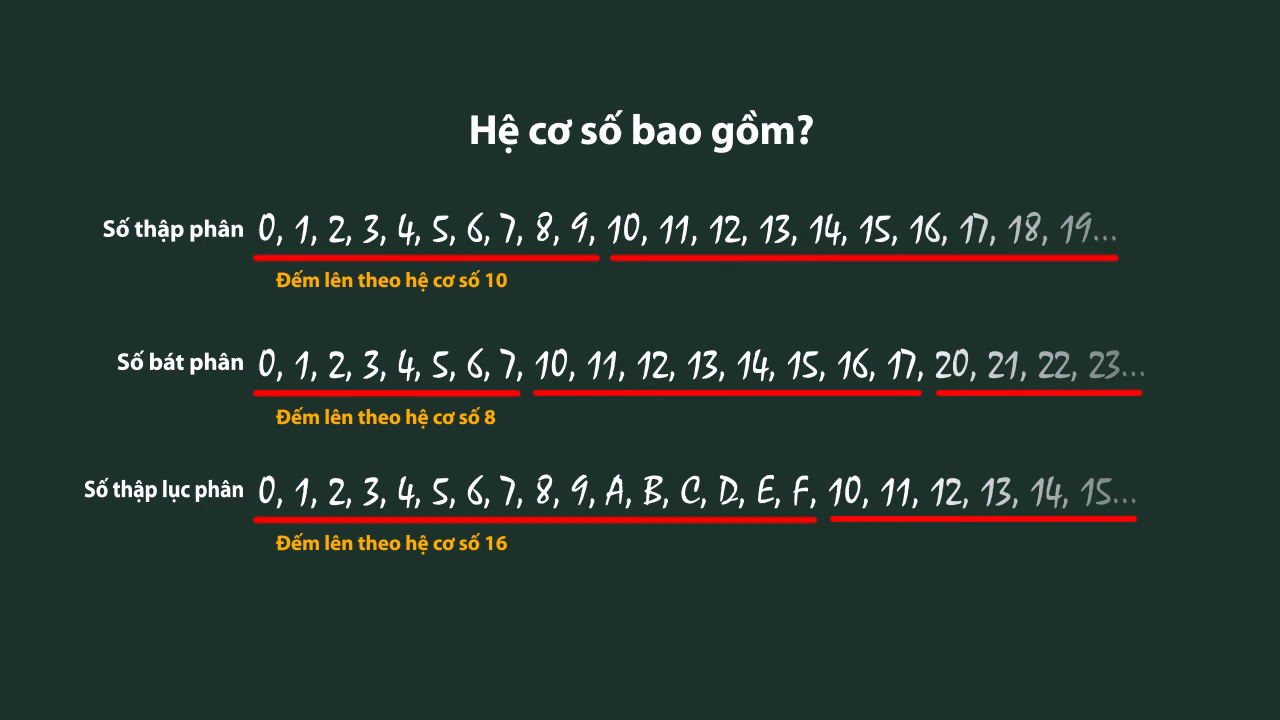 Hệ cơ số bao gồm?
Số thập phân 0, 1, 2, 3, 4, 5, 6, 7, 8, 9, 10, 11, 12, 13, 14, 15, 16, 17, 18, 19...
Đếm lên theo hệ cơ số 10
Số bát phân 0, 1, 2, 3, 4, 5, 6, 7, 10, 11, 12, 13, 14, 15, 16, 17, 20, 21, 22, 23...
Đếm lên theo hệ cơ số 8
Số thập lục phân 0, 1, 2, 3, 4, 5, 6, 7, 8, 9, A, B, C, D, E, F, 10, 11, 12, 13, 14, 15...
Đếm lên theo hệ cơ số 16